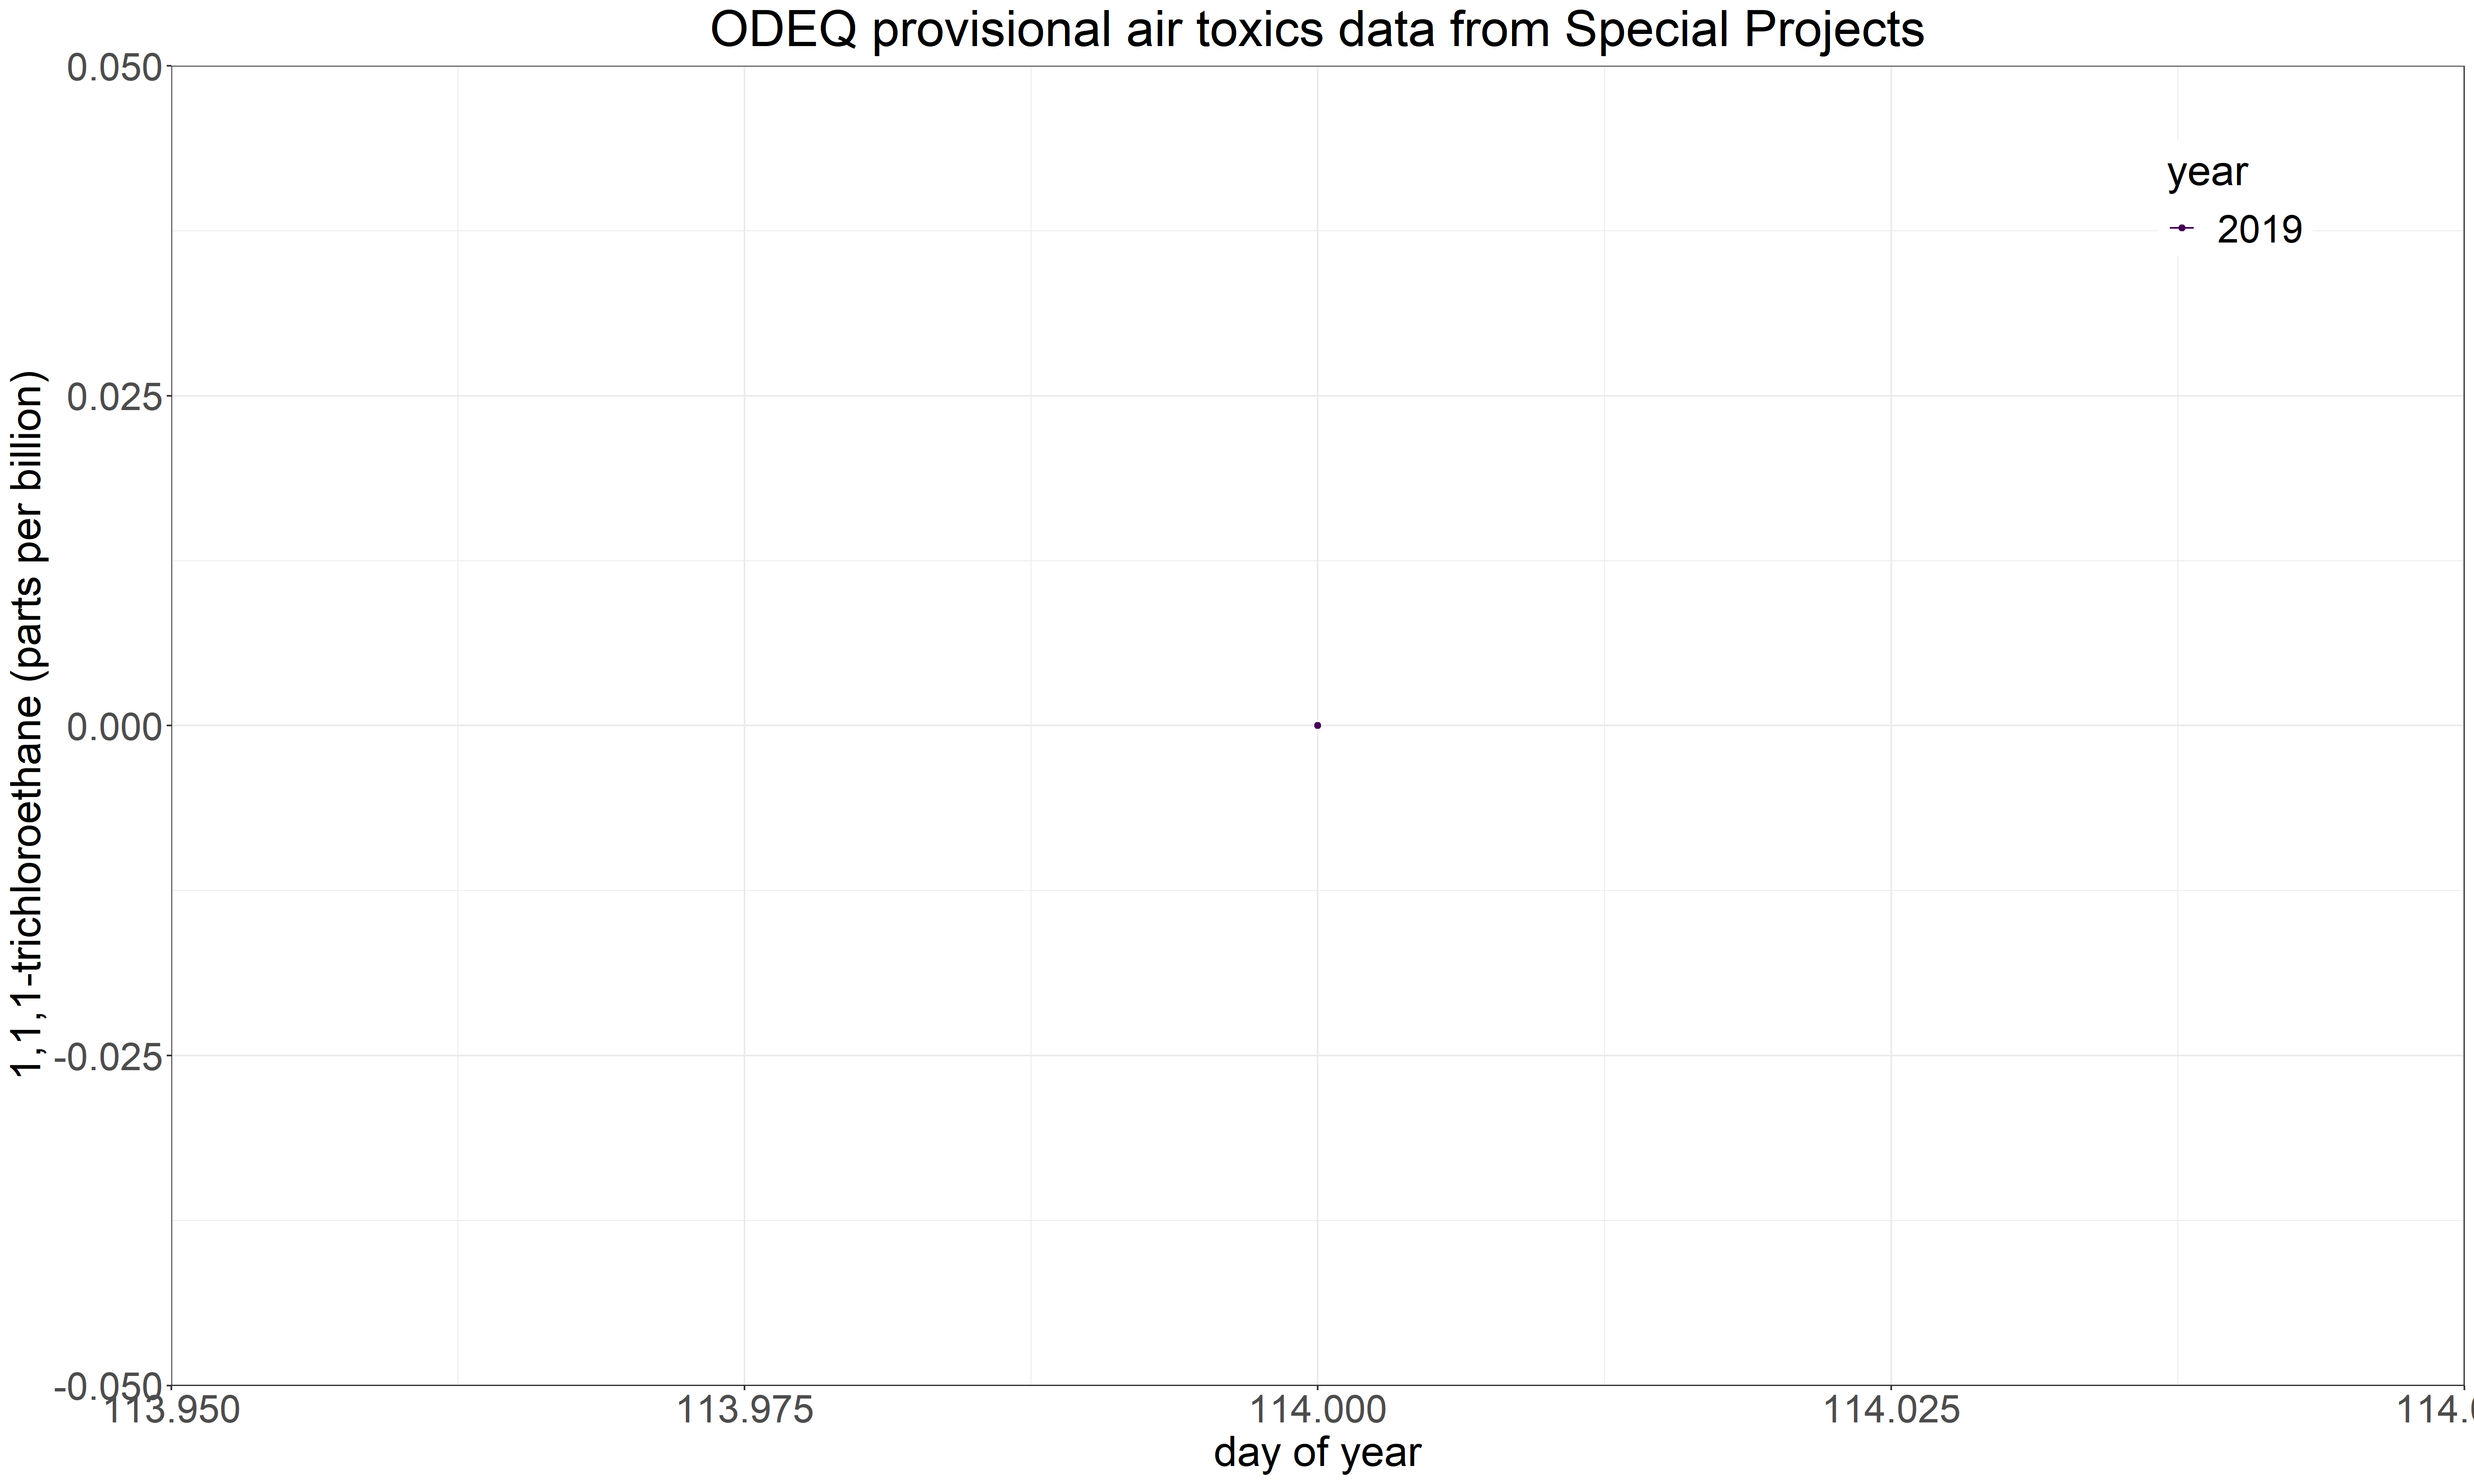 ODEQ provisional air toxics data from Special Projects
0.050
0.025
0.000
-0.025
-0.050
1,1,1-trichloroethane (parts per billion)
year
2019
113.950
113.975
114.000
114.025
day of year